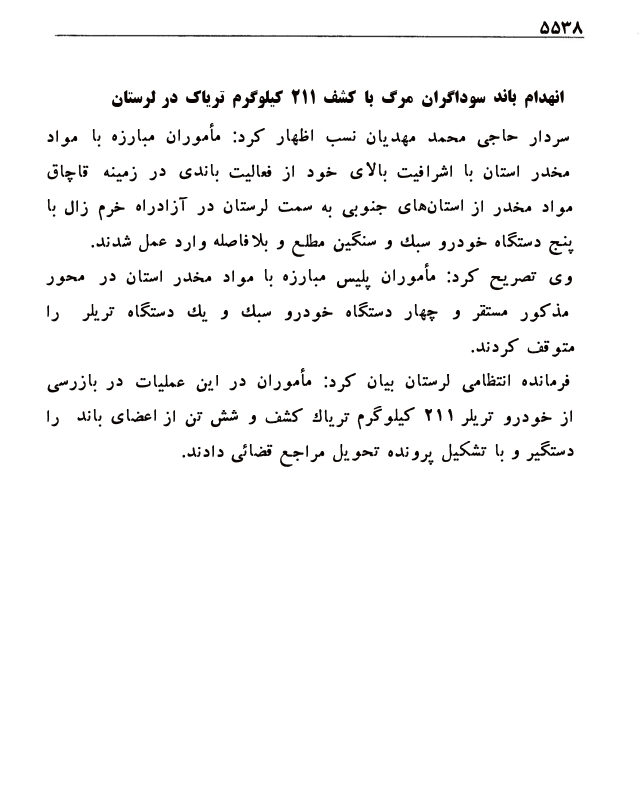 ۵۵۳۸
انهدام باند سوداگران مرگ با کشف ۲۱۱ کیلوگرم تریاک در لرستان
سردار حاجی محمد مهدیان نسب اظهار کرد: مأموران مبارزه با مواد
مخدر استان با اشرافیت بالای خود از فعالیت باندی در زمینه قاچاق
مواد مخدر از استان‌های جنوبی به سمت لرستان در آزادراه خرم زال با
پنج دستگاه خودرو سبك و سنگین مطلع و بلافاصله وارد عمل شدند.
وی تصریح کرد: مأموران پلیس مبارزه با مواد مخدر استان در محور
مذکور مستقر و چهار دستگاه خودرو سبك و یك دستگاه تریلر را
متوقف کردند.
فرمانده انتظامی لرستان بیان کرد: مأموران در این عملیات در بازرسی
از خودرو تریلر ۲۱۱ کیلوگرم تریاك کشف و شش تن از اعضای باند را
دستگیر و با تشکیل پرونده تحویل مراجع قضائی دادند.